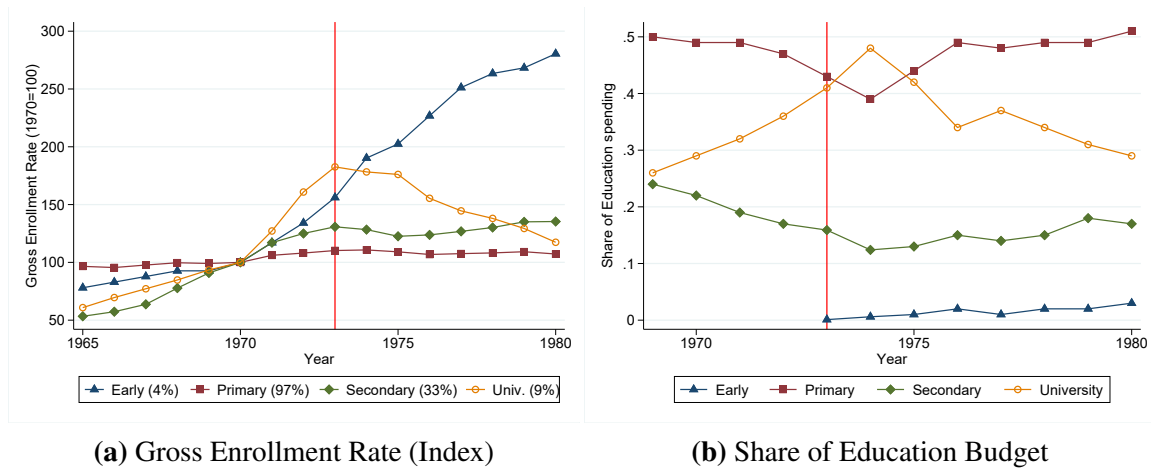 300
250
200
150
100
50
Gross Enrollment Rate (1970=100)
1965 1970 1975 1980
Year
Early (4%) Primary (97%) Secondary (33%) Univ. (9%)
(a) Gross Enrollment Rate (Index)
.5
.4
.3
.2
.1
0
Share of Education spending
1970 1975 1980
Year
Early Primary Secondary University
(b) Share of Education Budget